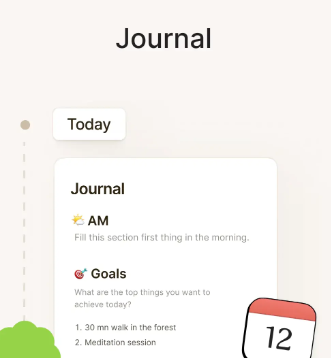 Journal
Today
Journal
🌤️ AM
Fill this section first thing in the morning.
🎯 Goals
What are the top things you want to
achieve today?
1. 30 mn walk in the forest
2. Meditation session
12